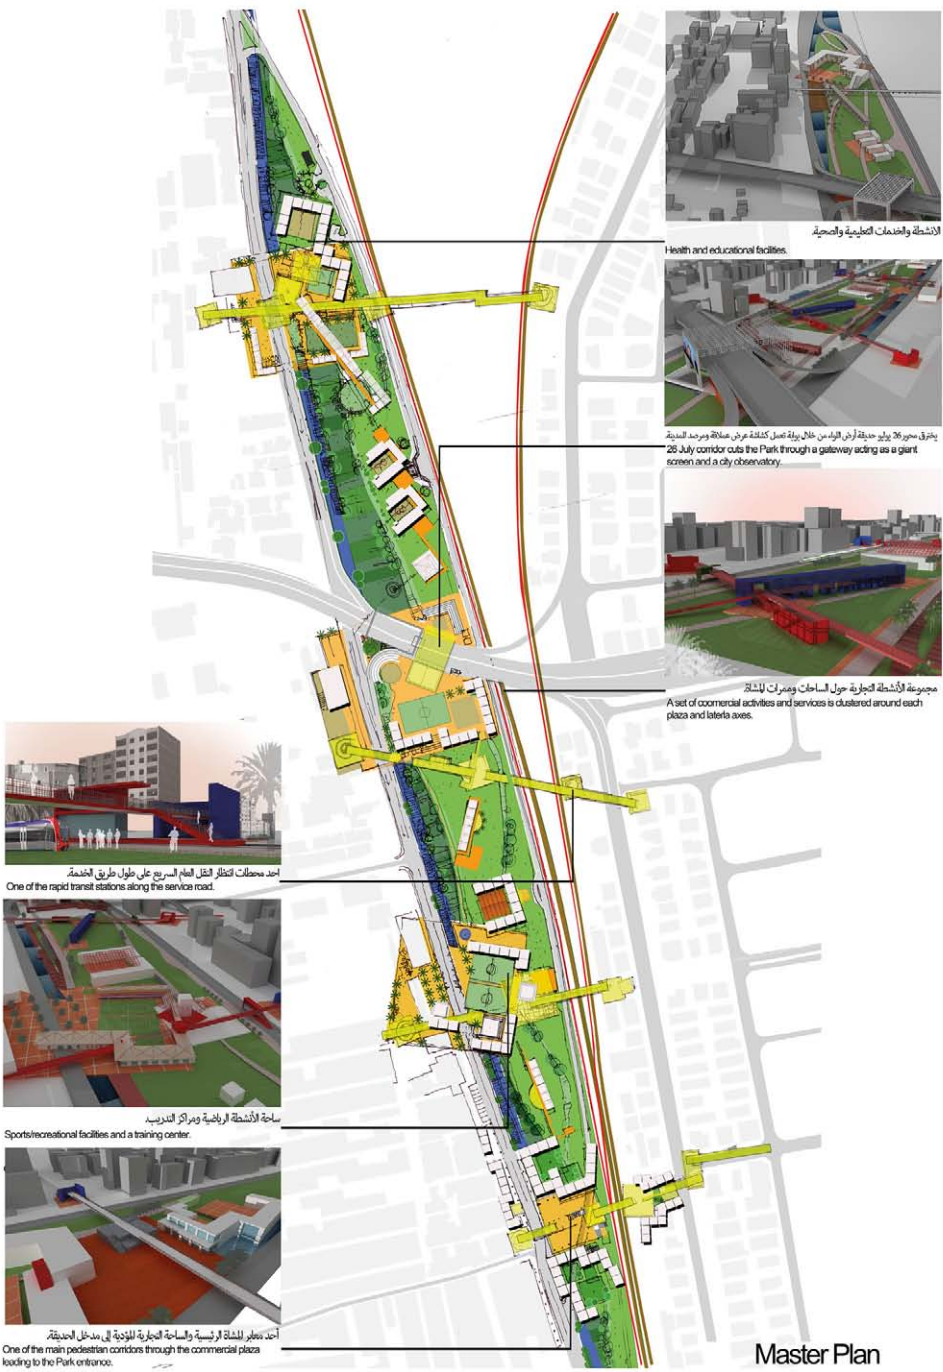 الانشطة والخدمات التعليمية والصحية.
Health and educational facilities.
يخترق محور 26 يوليو حديقة أرض اللواء من خلال بوابة تعمل كشاشة عرض عملاقة ومرصد للمدينة.
26 July corridor cuts the Park through a gateway acting as a giant
screen and a city observatory.
مجموعة الأنشطة التجارية حول الساحات وممرات المشاة.
A set of coomercial activities and services is clustered around each
plaza and laterla axes.
احد محطات انتظار النقل العام السريع على طول طريق الخدمة.
One of the rapid transit stations along the service road.
ساحة الأنشطة الرياضية ومراكز التدريب.
Sports/recreational facilities and a training center.
أحد معابر المشاة الرئيسية والساحة التجارية المؤدية إلى مدخل الحديقة.
One of the main pedestrian corridors through the commercial plaza
leading to the Park entrance.
Master Plan